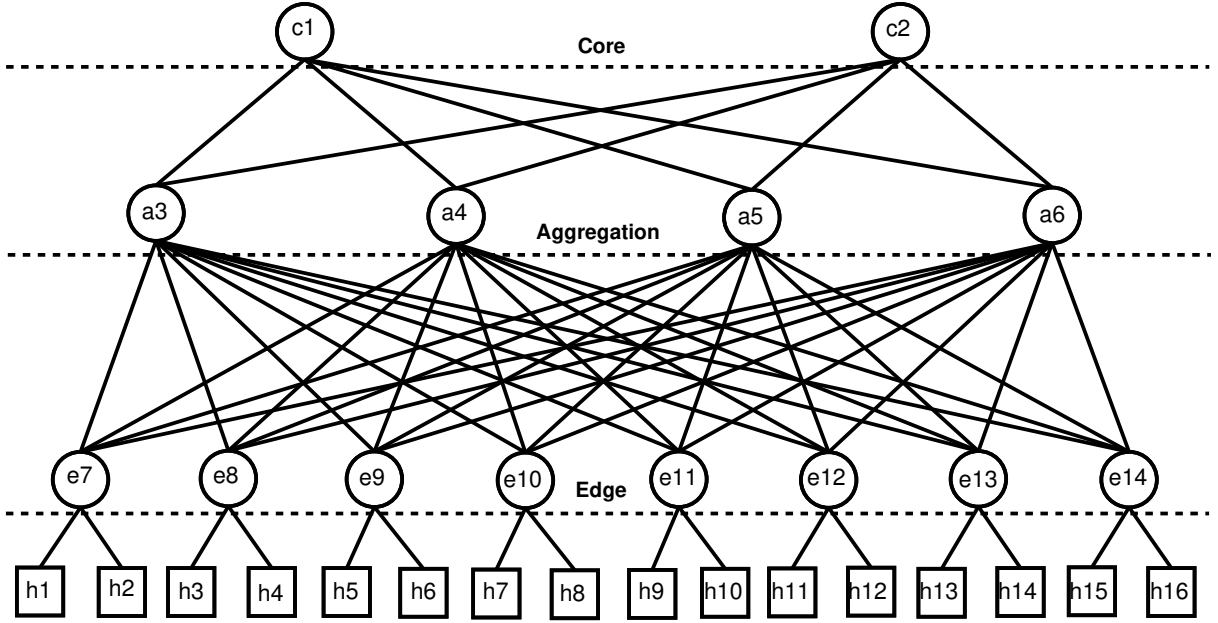 c1 c2
Core
a3 a4 a5 a6
Aggregation
e7 e8 e9 e10 e11 e12 e13 e14
Edge
h1 h2 h3 h4 h5 h6 h7 h8 h9 h10 h11 h12 h13 h14 h15 h16